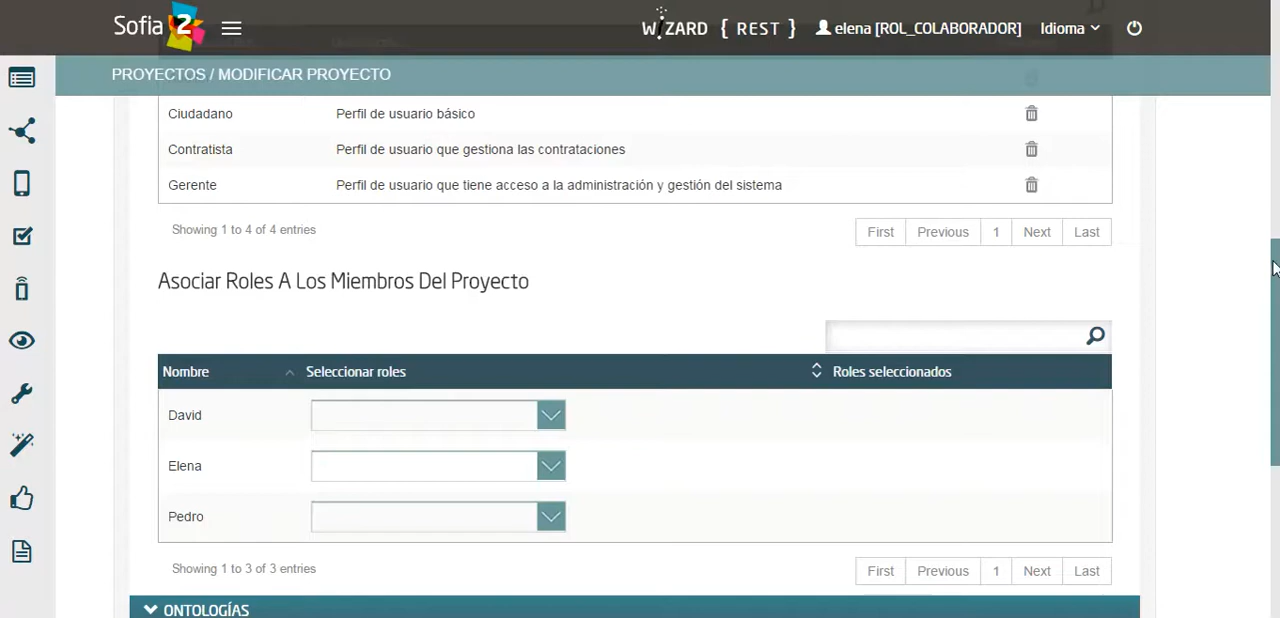 Sofia 2
WIZARD { REST } elena [ROL_COLABORADOR] Idioma
PROYECTOS / MODIFICAR PROYECTO
Ciudadano Perfil de usuario básico
Contratista Perfil de usuario que gestiona las contrataciones
Gerente Perfil de usuario que tiene acceso a la administración y gestión del sistema
Showing 1 to 4 of 4 entries First Previous 1 Next Last
Asociar Roles A Los Miembros Del Proyecto
Nombre Seleccionar roles Roles seleccionados
David
Elena
Pedro
Showing 1 to 3 of 3 entries First Previous 1 Next Last
ONTOLOGÍAS